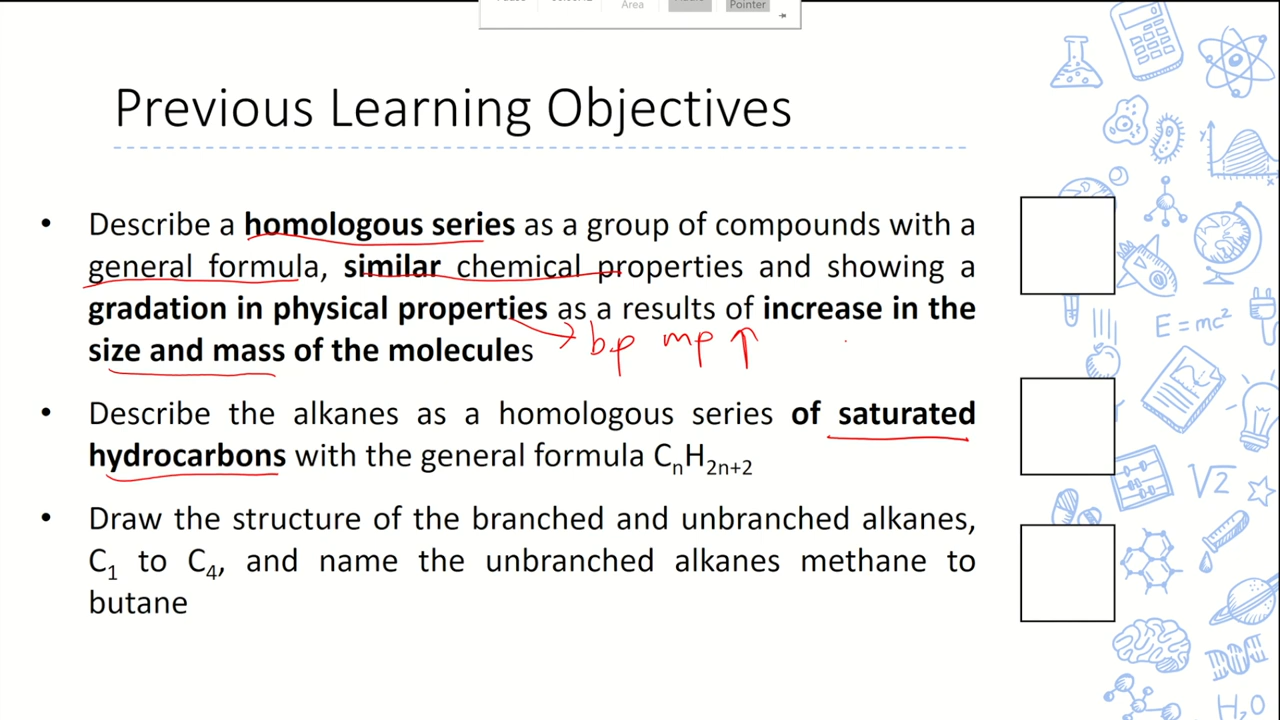 Area
Pointer
Previous Learning Objectives
• Describe a homologous series as a group of compounds with a
general formula, similar chemical properties and showing a
gradation in physical properties as a results of increase in the
size and mass of the molecules
bp mp ↑
• Describe the alkanes as a homologous series of saturated
hydrocarbons with the general formula CₙH₂ₙ₊₂
• Draw the structure of the branched and unbranched alkanes,
C₁ to C₄, and name the unbranched alkanes methane to
butane
E=mc²
√2
H₂O